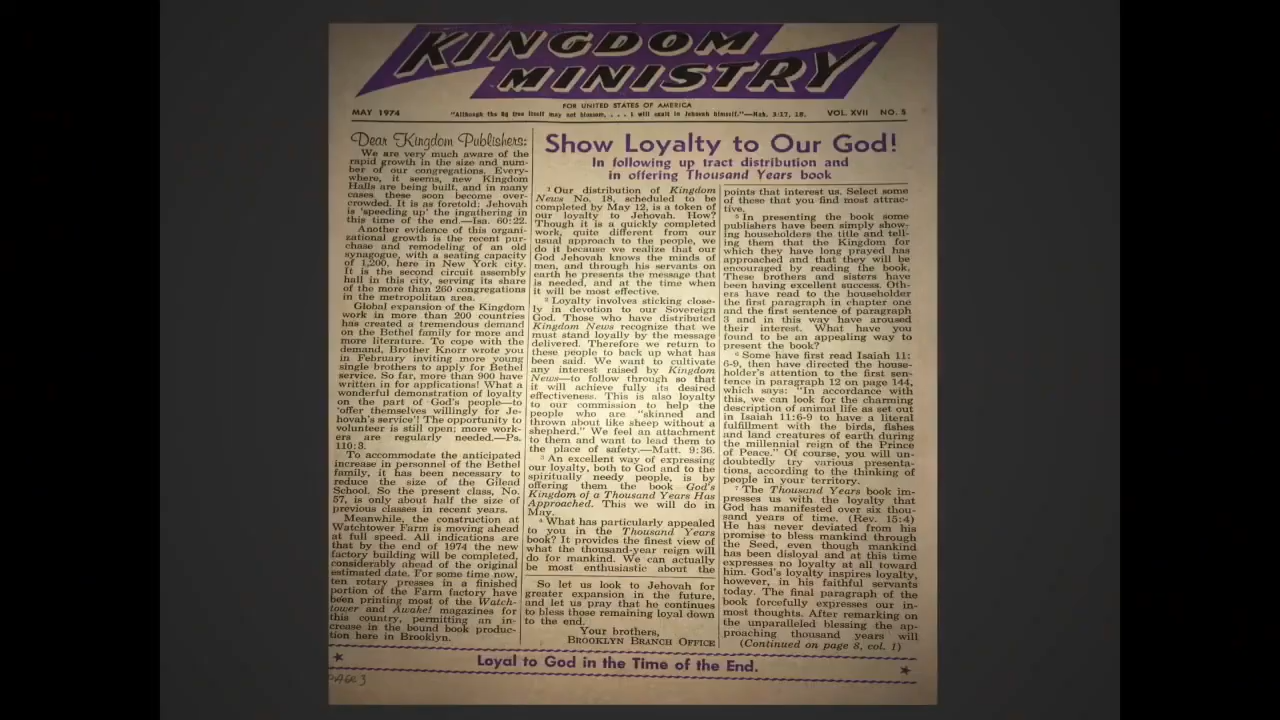 KINGDOM
MINISTRY
FOR UNITED STATES OF AMERICA
MAY 1974
"Although the fig tree itself may not blossom, . . . I will exult in Jehovah himself."—Hab. 3:17, 18.
VOL. XVII NO. 5
Dear Kingdom Publishers:
We are very much aware of the
rapid growth in the size and num-
ber of our congregations. Every-
where, it seems, new Kingdom
Halls are being built, and in many
cases these soon become over-
crowded. It is as foretold: Jehovah
is 'speeding up' the ingathering in
this time of the end.—Isa. 60:22.
Another evidence of this organi-
zational growth is the recent pur-
chase and remodeling of an old
synagogue, with a seating capacity
of 1,200, here in New York city.
It is the second circuit assembly
hall in this city, serving its share
of the more than 260 congregations
in the metropolitan area.
Global expansion of the Kingdom
work in more than 200 countries
has created a tremendous demand
on the Bethel family for more and
more literature. To cope with the
demand, Brother Knorr wrote you
in February inviting more young
single brothers to apply for Bethel
service. So far, more than 900 have
written in for applications! What a
wonderful demonstration of loyalty
on the part of God's people—to
'offer themselves willingly for Je-
hovah's service'! The opportunity to
volunteer is still open; more work-
ers are regularly needed.—Ps.
110:3.
To accommodate the anticipated
increase in personnel of the Bethel
family, it has been necessary to
reduce the size of the Gilead
School. So the present class, No.
57, is only about half the size of
previous classes in recent years.
Meanwhile, the construction at
Watchtower Farm is moving ahead
at full speed. All indications are
that by the end of 1974 the new
factory building will be completed,
considerably ahead of the original
estimated date. For some time now,
ten rotary presses in a finished
portion of the Farm factory have
been printing most of the Watch-
tower and Awake! magazines for
this country, permitting an in-
crease in the bound book produc-
tion here in Brooklyn.
Show Loyalty to Our God!
In following up tract distribution and
in offering Thousand Years book
1 Our distribution of Kingdom
News No. 18, scheduled to be
completed by May 12, is a token of
our loyalty to Jehovah. How?
Though it is a quickly completed
work, quite different from our
usual approach to the people, we
do it because we realize that our
God Jehovah knows the minds of
men, and through his servants on
earth he presents the message that
is needed, and at the time when
it will be most effective.
2 Loyalty involves sticking close-
ly in devotion to our Sovereign
God. Those who have distributed
Kingdom News recognize that we
must stand loyally by the message
delivered. Therefore we return to
these people to back up what has
been said. We want to cultivate
any interest raised by Kingdom
News—to follow through so that
it will achieve fully its desired
effectiveness. This is also loyalty
to our commission to help the
people who are "skinned and
thrown about like sheep without a
shepherd." We feel an attachment
to them and want to lead them to
the place of safety.—Matt. 9:36.
3 An excellent way of expressing
our loyalty, both to God and to the
spiritually needy people, is by
offering them the book God's
Kingdom of a Thousand Years Has
Approached. This we will do in
May.
4 What has particularly appealed
to you in the Thousand Years
book? It provides the finest view of
what the thousand-year reign will
do for mankind. We can actually
be most enthusiastic about the
So let us look to Jehovah for
greater expansion in the future,
and let us pray that he continues
to bless those remaining loyal down
to the end.
Your brothers,
BROOKLYN BRANCH OFFICE
points that interest us. Select some
of these that you find most attrac-
tive.
5 In presenting the book some
publishers have been simply show-
ing householders the title and tell-
ing them that the Kingdom for
which they have long prayed has
approached and that they will be
encouraged by reading the book.
These brothers and sisters have
been having excellent success. Oth-
ers have read to the householder
the first paragraph in chapter one
and the first sentence of paragraph
3 and in this way have aroused
their interest. What have you
found to be an appealing way to
present the book?
6 Some have first read Isaiah 11:
6-9, then have directed the house-
holder's attention to the first sen-
tence in paragraph 12 on page 144,
which says: "In accordance with
this, we can look for the charming
description of animal life as set out
in Isaiah 11:6-9 to have a literal
fulfillment with the birds, fishes
and land creatures of earth during
the millennial reign of the Prince
of Peace." Of course, you will un-
doubtedly try various presenta-
tions, according to the thinking of
people in your territory.
7 The Thousand Years book im-
presses us with the loyalty that
God has manifested over six thou-
sand years of time. (Rev. 15:4)
He has never deviated from his
promise to bless mankind through
the Seed, even though mankind
has been disloyal and at this time
expresses no loyalty at all toward
him. God's loyalty inspires loyalty,
however, in his faithful servants
today. The final paragraph of the
book forcefully expresses our in-
most thoughts. After remarking on
the unparalleled blessing the ap-
proaching thousand years will
(Continued on page 8, col. 1)
Loyal to God in the Time of the End.
PAGE 3